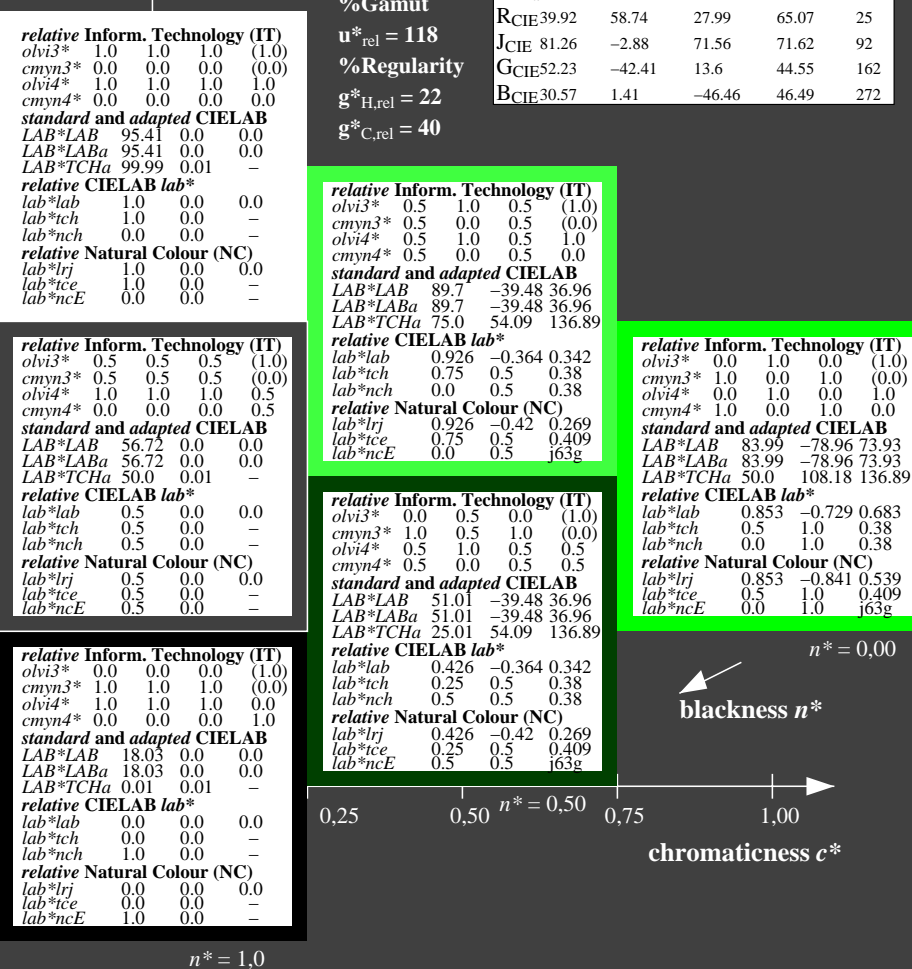 %Gamut
u*rel = 118
%Regularity
g*H,rel = 22
g*C,rel = 40
RCIE 39.92 58.74 27.99 65.07 25
JCIE 81.26 −2.88 71.56 71.62 92
GCIE 52.23 −42.41 13.6 44.55 162
BCIE 30.57 1.41 −46.46 46.49 272
relative Inform. Technology (IT)
olvi3* 1.0 1.0 1.0 (1.0)
cmyn3* 0.0 0.0 0.0 (0.0)
olvi4* 1.0 1.0 1.0 1.0
cmyn4* 0.0 0.0 0.0 0.0
standard and adapted CIELAB
LAB*LAB 95.41 0.0 0.0
LAB*LABa 95.41 0.0 0.0
LAB*TCHa 99.99 0.01 –
relative CIELAB lab*
lab*lab 1.0 0.0 0.0
lab*tch 1.0 0.0 –
lab*nch 0.0 0.0 –
relative Natural Colour (NC)
lab*lrj 1.0 0.0 0.0
lab*tce 1.0 0.0 –
lab*ncE 0.0 0.0 –
relative Inform. Technology (IT)
olvi3* 0.5 1.0 0.5 (1.0)
cmyn3* 0.5 0.0 0.5 (0.0)
olvi4* 0.5 1.0 0.5 1.0
cmyn4* 0.5 0.0 0.5 0.0
standard and adapted CIELAB
LAB*LAB 89.7 −39.48 36.96
LAB*LABa 89.7 −39.48 36.96
LAB*TCHa 75.0 54.09 136.89
relative CIELAB lab*
lab*lab 0.926 −0.364 0.342
lab*tch 0.75 0.5 0.38
lab*nch 0.0 0.5 0.38
relative Natural Colour (NC)
lab*lrj 0.926 −0.42 0.269
lab*tce 0.75 0.5 0.409
lab*ncE 0.0 0.5 j63g
relative Inform. Technology (IT)
olvi3* 0.5 0.5 0.5 (1.0)
cmyn3* 0.5 0.5 0.5 (0.0)
olvi4* 1.0 1.0 1.0 0.5
cmyn4* 0.0 0.0 0.0 0.5
standard and adapted CIELAB
LAB*LAB 56.72 0.0 0.0
LAB*LABa 56.72 0.0 0.0
LAB*TCHa 50.0 0.01 –
relative CIELAB lab*
lab*lab 0.5 0.0 0.0
lab*tch 0.5 0.0 –
lab*nch 0.5 0.0 –
relative Natural Colour (NC)
lab*lrj 0.5 0.0 0.0
lab*tce 0.5 0.0 –
lab*ncE 0.5 0.0 –
relative Inform. Technology (IT)
olvi3* 0.0 1.0 0.0 (1.0)
cmyn3* 1.0 0.0 1.0 (0.0)
olvi4* 0.0 1.0 0.0 1.0
cmyn4* 1.0 0.0 1.0 0.0
standard and adapted CIELAB
LAB*LAB 83.99 −78.96 73.93
LAB*LABa 83.99 −78.96 73.93
LAB*TCHa 50.0 108.18 136.89
relative CIELAB lab*
lab*lab 0.853 −0.729 0.683
lab*tch 0.5 1.0 0.38
lab*nch 0.0 1.0 0.38
relative Natural Colour (NC)
lab*lrj 0.853 −0.841 0.539
lab*tce 0.5 1.0 0.409
lab*ncE 0.0 1.0 j63g
n* = 0,00
relative Inform. Technology (IT)
olvi3* 0.0 0.5 0.0 (1.0)
cmyn3* 1.0 0.5 1.0 (0.0)
olvi4* 0.5 1.0 0.5 0.5
cmyn4* 0.5 0.0 0.5 0.5
standard and adapted CIELAB
LAB*LAB 51.01 −39.48 36.96
LAB*LABa 51.01 −39.48 36.96
LAB*TCHa 25.01 54.09 136.89
relative CIELAB lab*
lab*lab 0.426 −0.364 0.342
lab*tch 0.25 0.5 0.38
lab*nch 0.5 0.5 0.38
relative Natural Colour (NC)
lab*lrj 0.426 −0.42 0.269
lab*tce 0.25 0.5 0.409
lab*ncE 0.5 0.5 j63g
blackness n*
relative Inform. Technology (IT)
olvi3* 0.0 0.0 0.0 (1.0)
cmyn3* 1.0 1.0 1.0 (0.0)
olvi4* 1.0 1.0 1.0 0.0
cmyn4* 0.0 0.0 0.0 1.0
standard and adapted CIELAB
LAB*LAB 18.03 0.0 0.0
LAB*LABa 18.03 0.0 0.0
LAB*TCHa 0.01 0.01 –
relative CIELAB lab*
lab*lab 0.0 0.0 0.0
lab*tch 0.0 0.0 –
lab*nch 1.0 0.0 –
relative Natural Colour (NC)
lab*lrj 0.0 0.0 0.0
lab*tce 0.0 0.0 –
lab*ncE 1.0 0.0 –
n* = 0,50
0,25 0,50 0,75 1,00
chromaticness c*
n* = 1,0